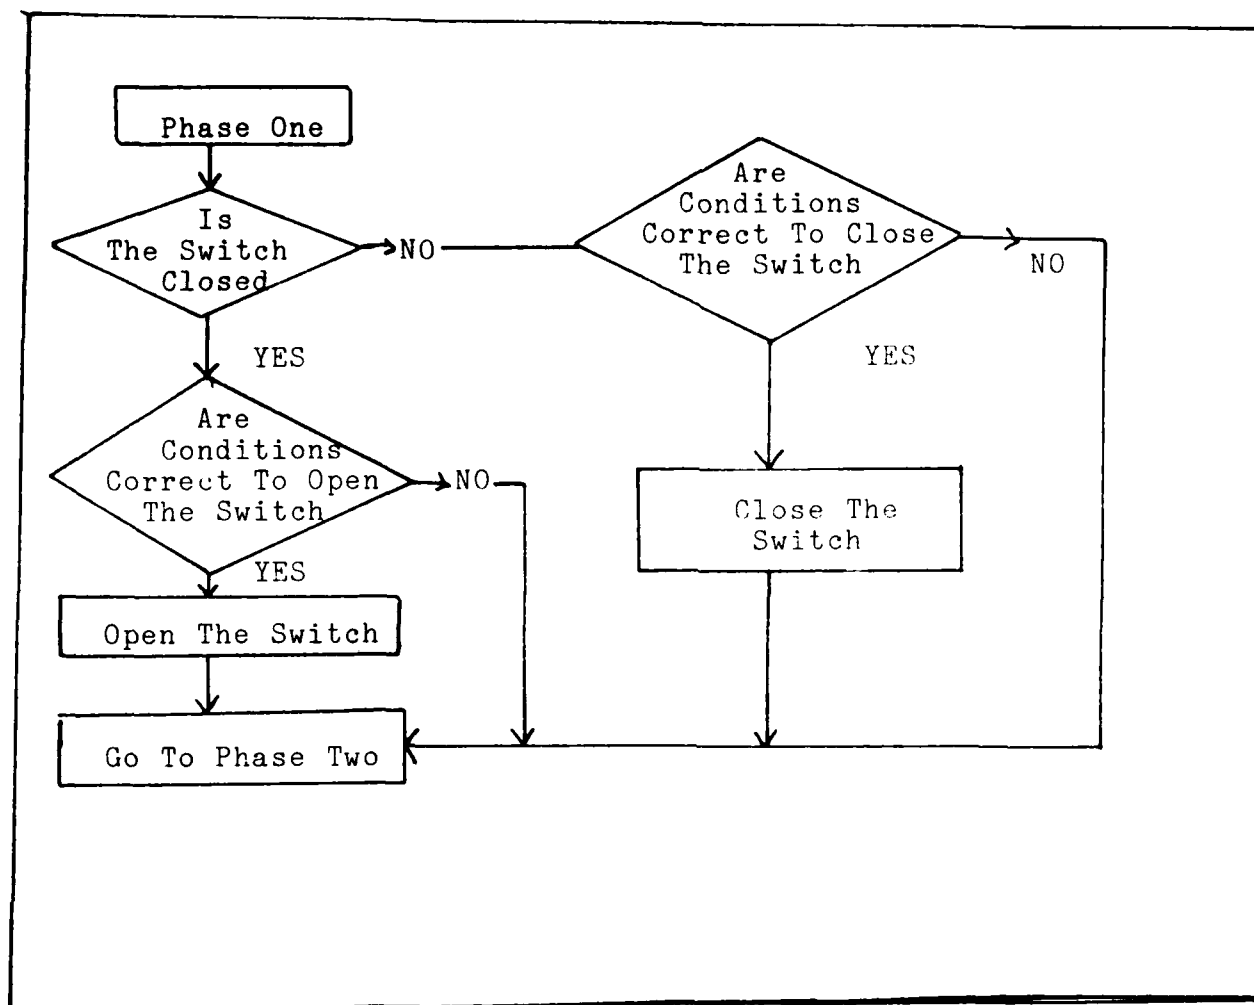 Phase One
Is
The Switch
Closed
NO
Are
Conditions
Correct To Close
The Switch
NO
YES
YES
Are
Conditions
Correct To Open
The Switch
NO
Close The
Switch
YES
Open The Switch
Go To Phase Two